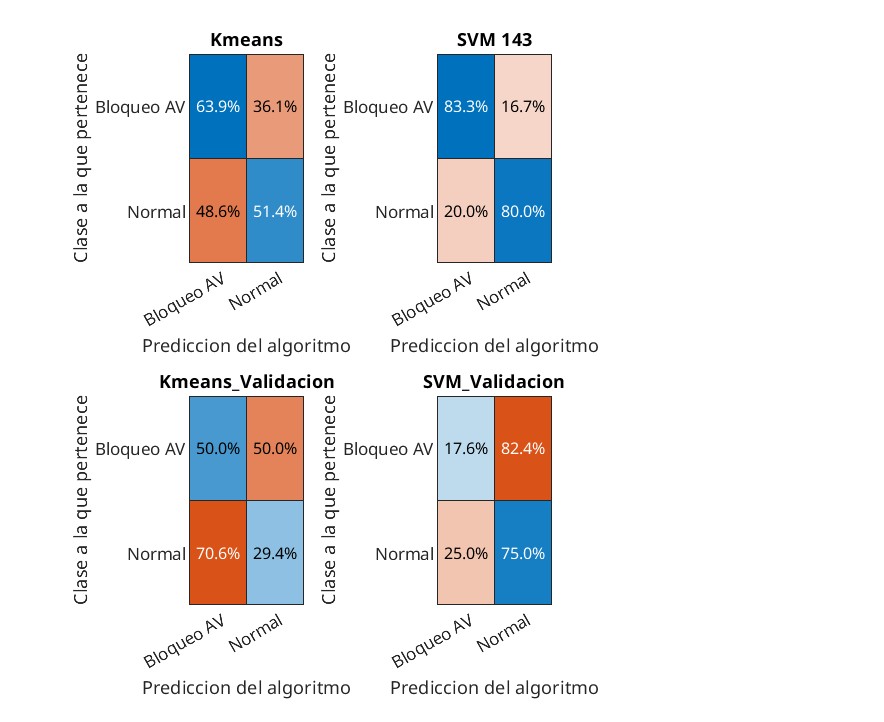 Kmeans
Clase a la que pertenece
Bloqueo AV 63.9% 36.1%
Normal 48.6% 51.4%
Bloqueo AV Normal
Prediccion del algoritmo
SVM 143
Clase a la que pertenece
Bloqueo AV 83.3% 16.7%
Normal 20.0% 80.0%
Bloqueo AV Normal
Prediccion del algoritmo
Kmeans_Validacion
Clase a la que pertenece
Bloqueo AV 50.0% 50.0%
Normal 70.6% 29.4%
Bloqueo AV Normal
Prediccion del algoritmo
SVM_Validacion
Clase a la que pertenece
Bloqueo AV 17.6% 82.4%
Normal 25.0% 75.0%
Bloqueo AV Normal
Prediccion del algoritmo